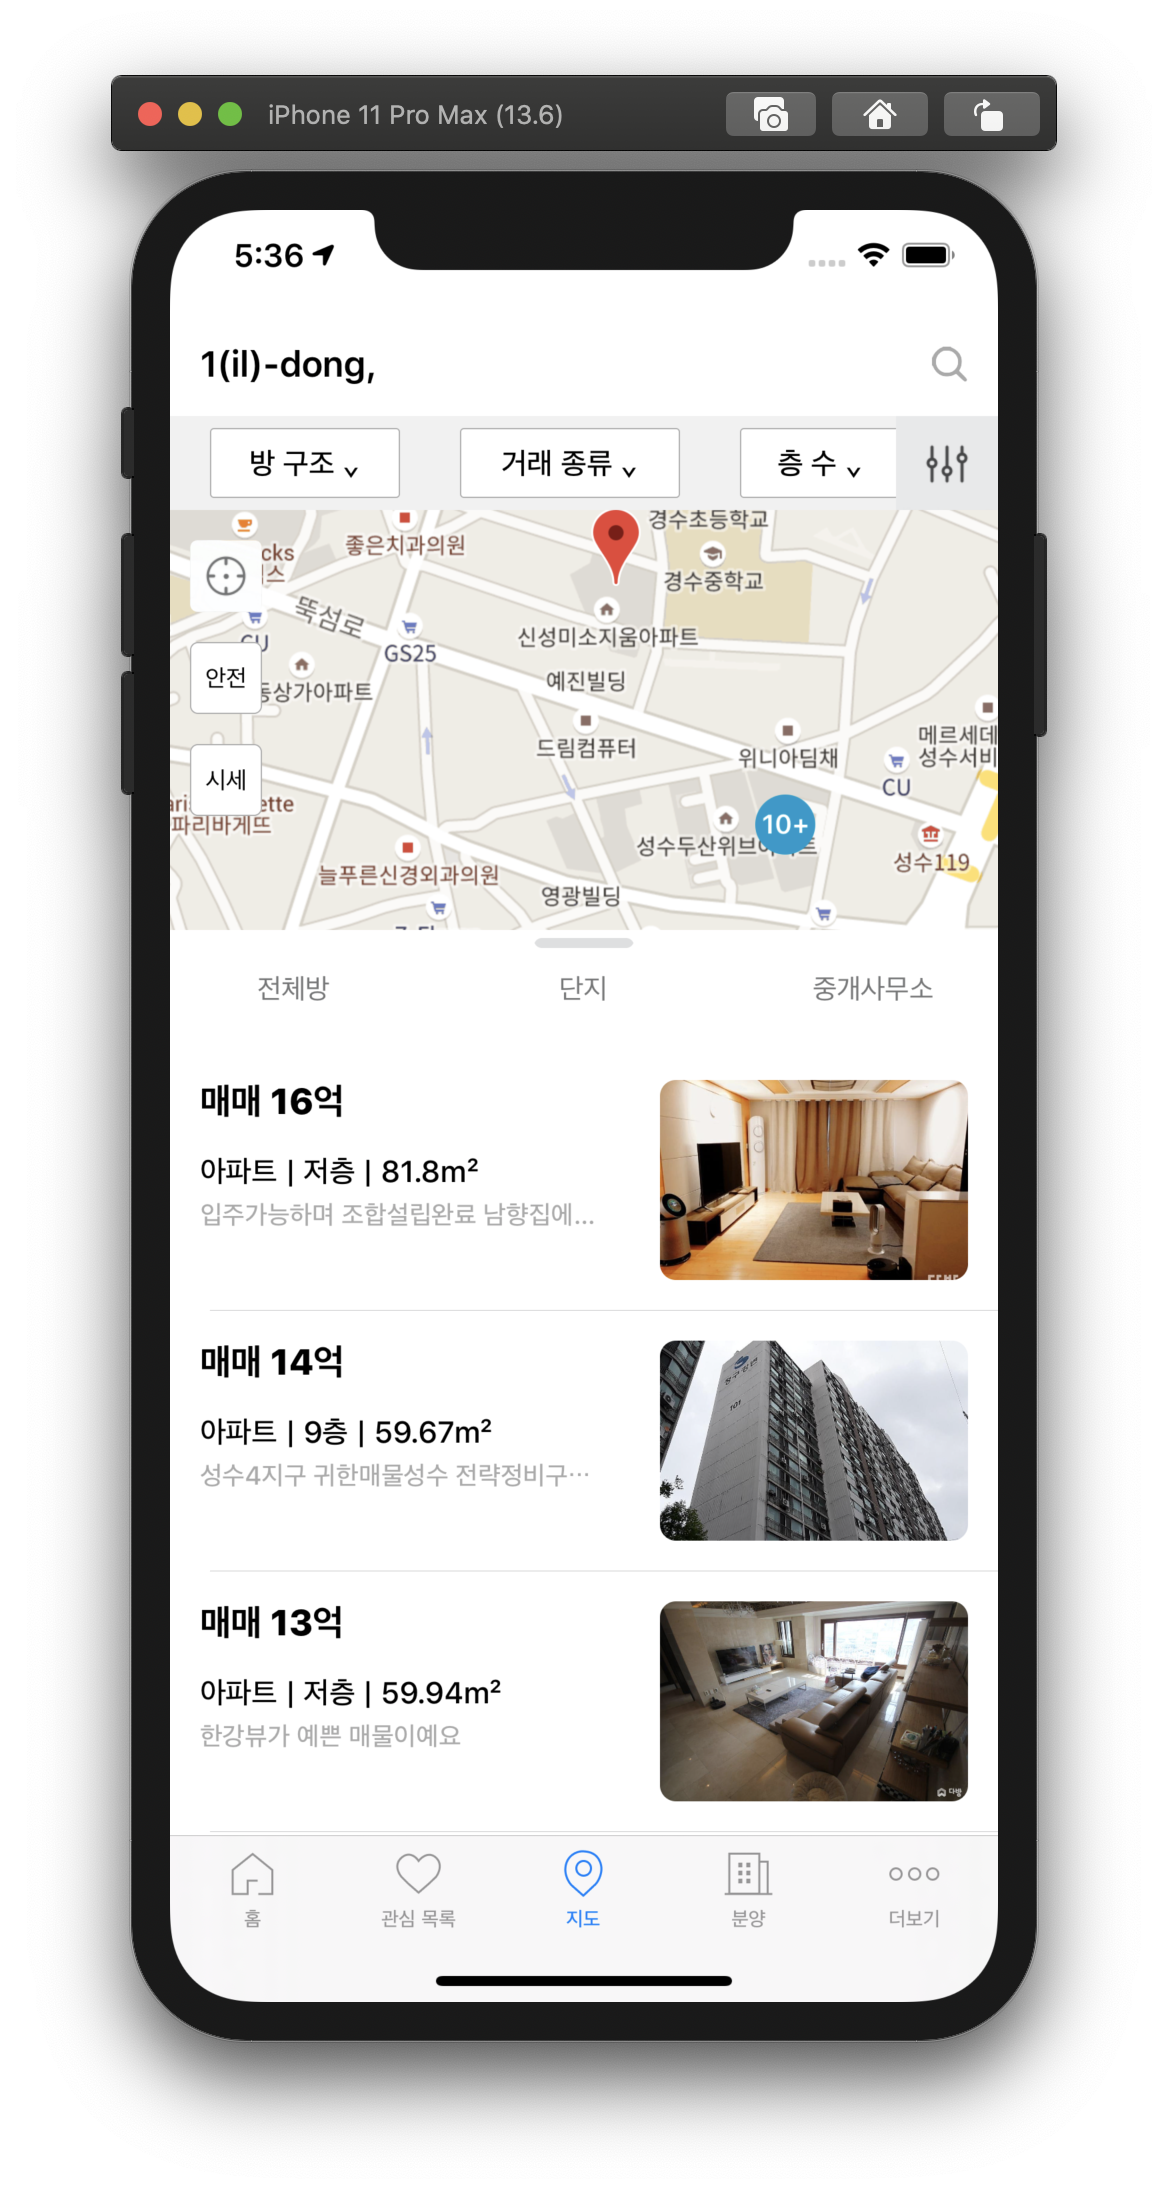 iPhone 11 Pro Max (13.6)
5:36
1(il)-dong,
방 구조
거래 종류
층 수
경수초등학교
좋은치과의원
cks
스
경수중학교
뚝섬로
CU
GS25
신성미소지움아파트
안전
동상가아파트
예진빌딩
드림컴퓨터
위니아딤채
메르세데
성수서비
시세
CU
ari
ette
파리바게뜨
10+
성수두산위브아파트
성수119
늘푸른신경외과의원
영광빌딩
전체방
단지
중개사무소
매매 16억
아파트 | 저층 | 81.8m²
입주가능하며 조합설립완료 남향집에...
매매 14억
아파트 | 9층 | 59.67m²
성수4지구 귀한매물성수 전략정비구...
101
매매 13억
아파트 | 저층 | 59.94m²
한강뷰가 예쁜 매물이예요
다방
홈
관심 목록
지도
분양
더보기